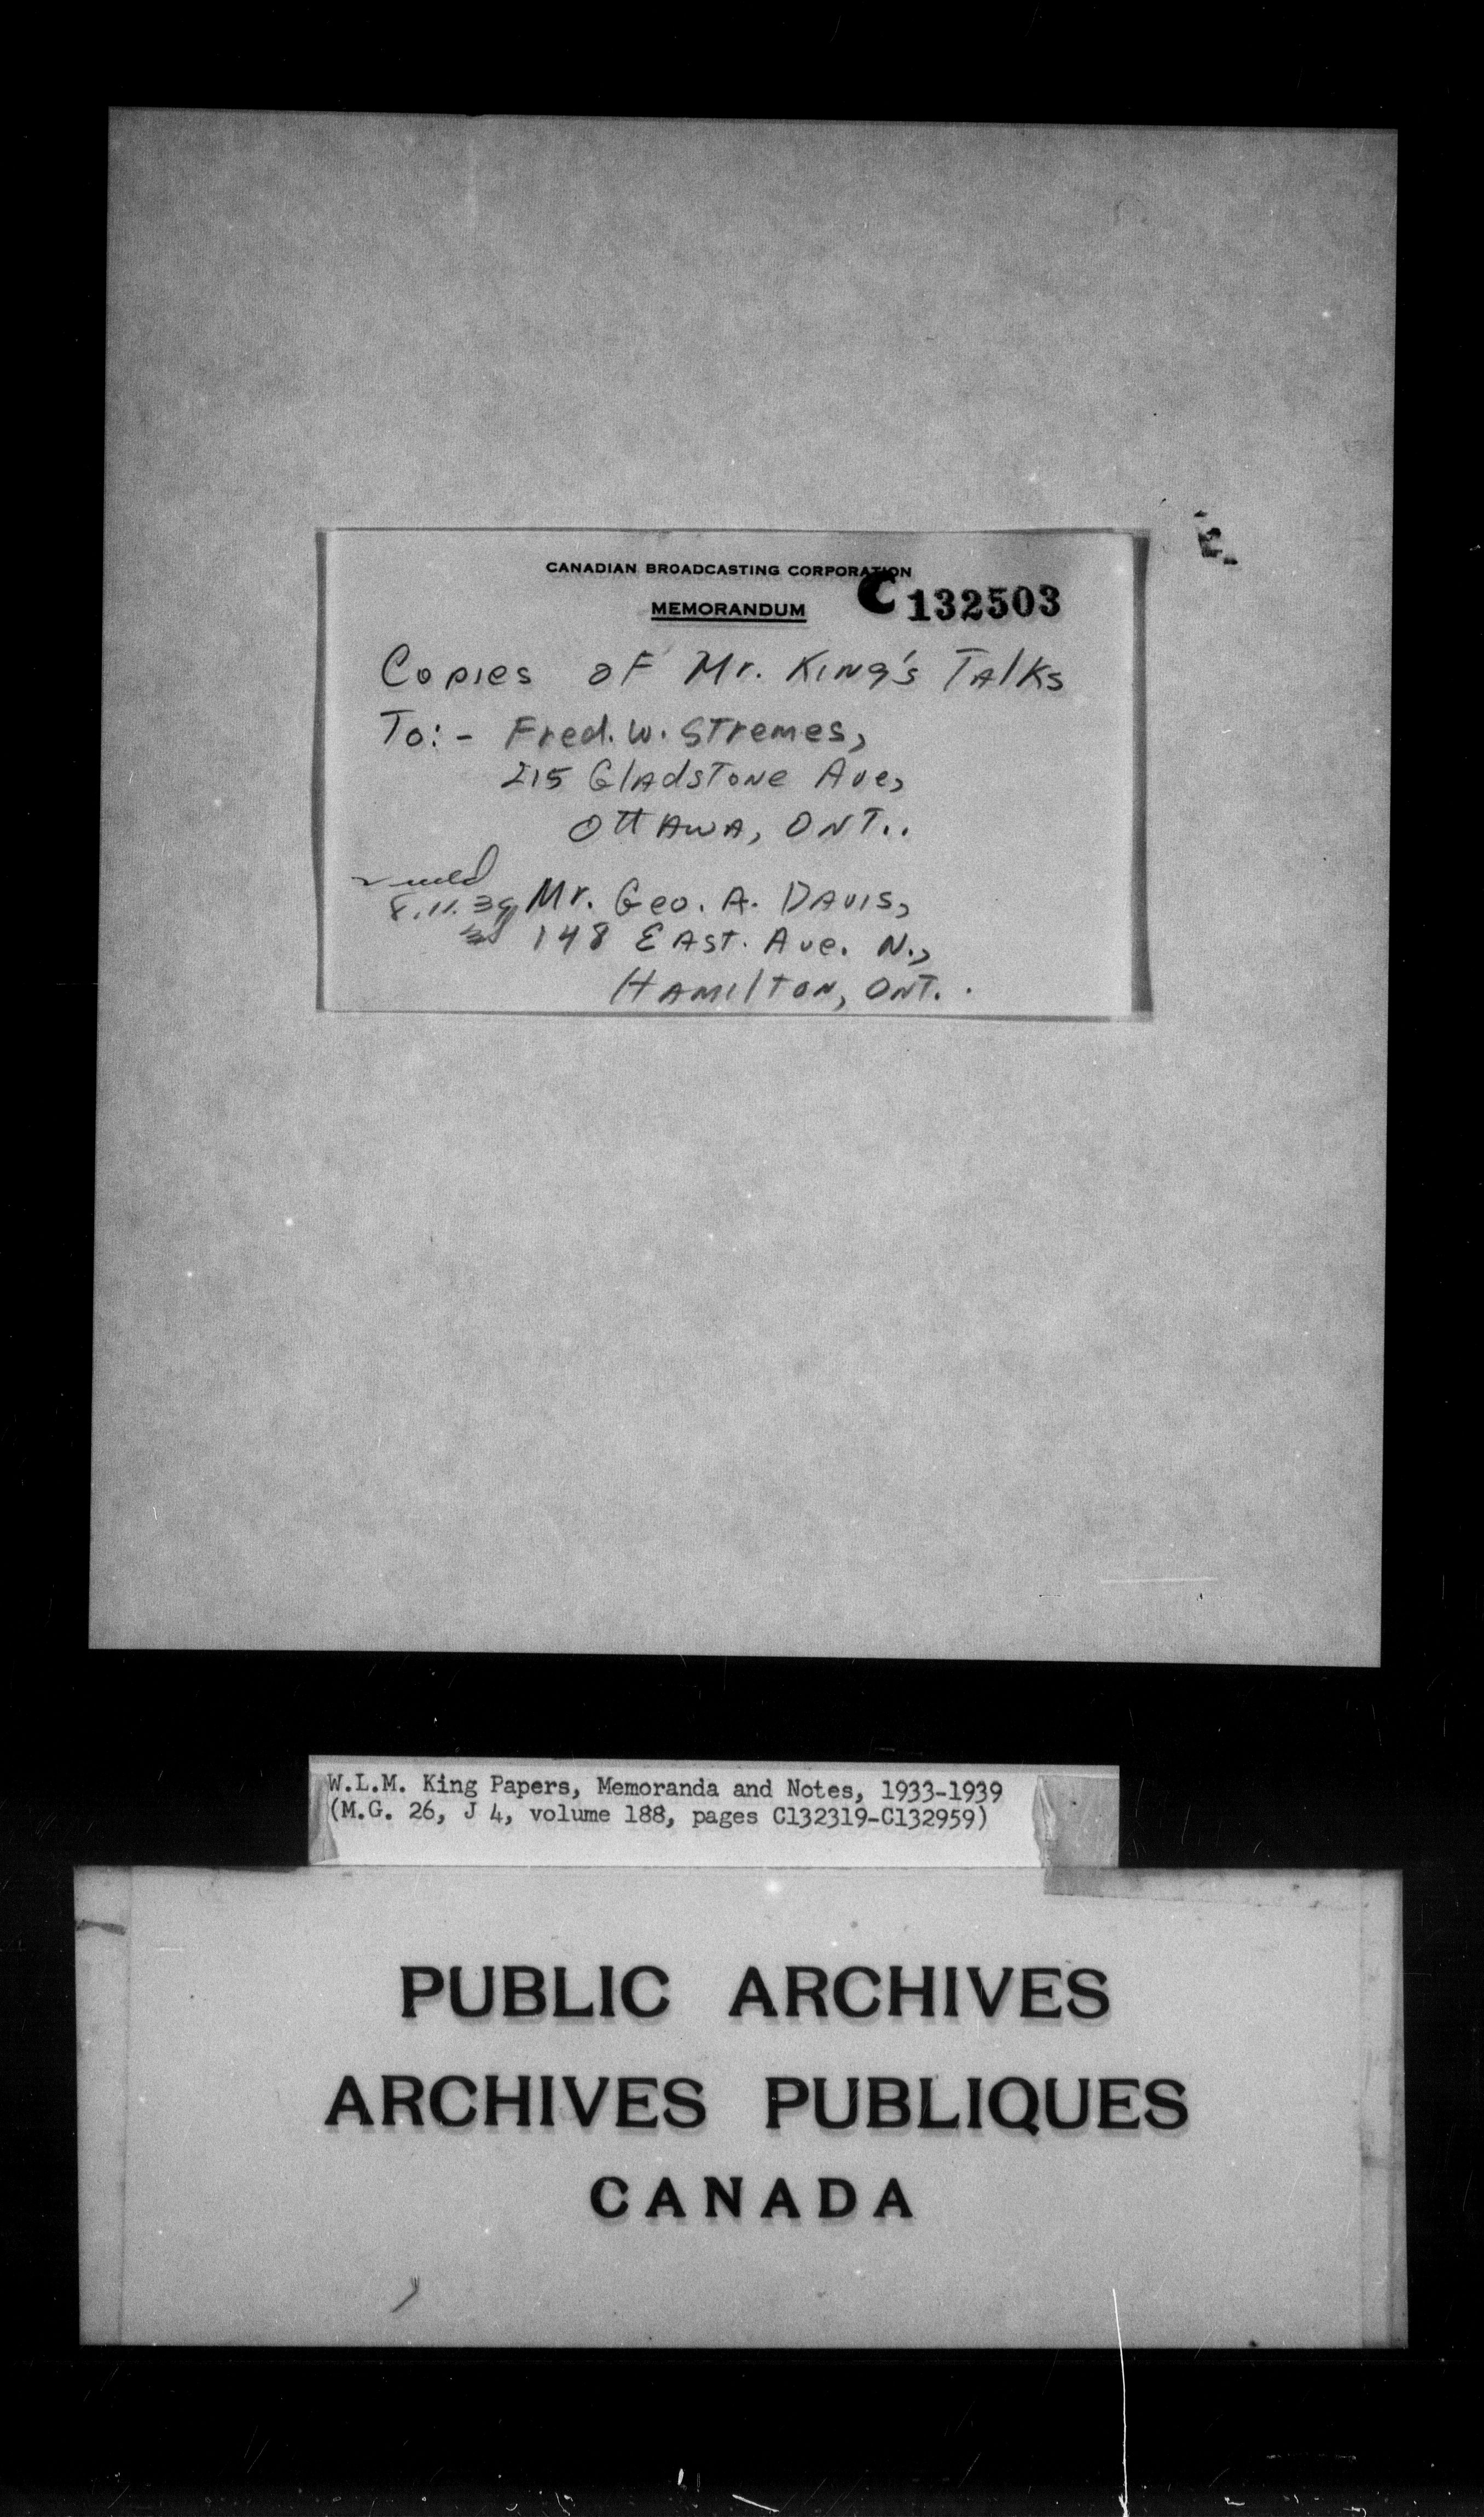 CANADIAN BROADCASTING CORPORATION
MEMORANDUM
C132503
Copies of Mr. King's Talks
To:- Fred. W. Stremes,
215 Gladstone Ave,
Ottawa, Ont..
8.11.39
Mr. Geo. A. Davis,
148 East. Ave. N.,
Hamilton, Ont..
W.L.M. King Papers, Memoranda and Notes, 1933-1939
(M.G. 26, J 4, volume 188, pages C132319-C132959)
PUBLIC ARCHIVES
ARCHIVES PUBLIQUES
CANADA